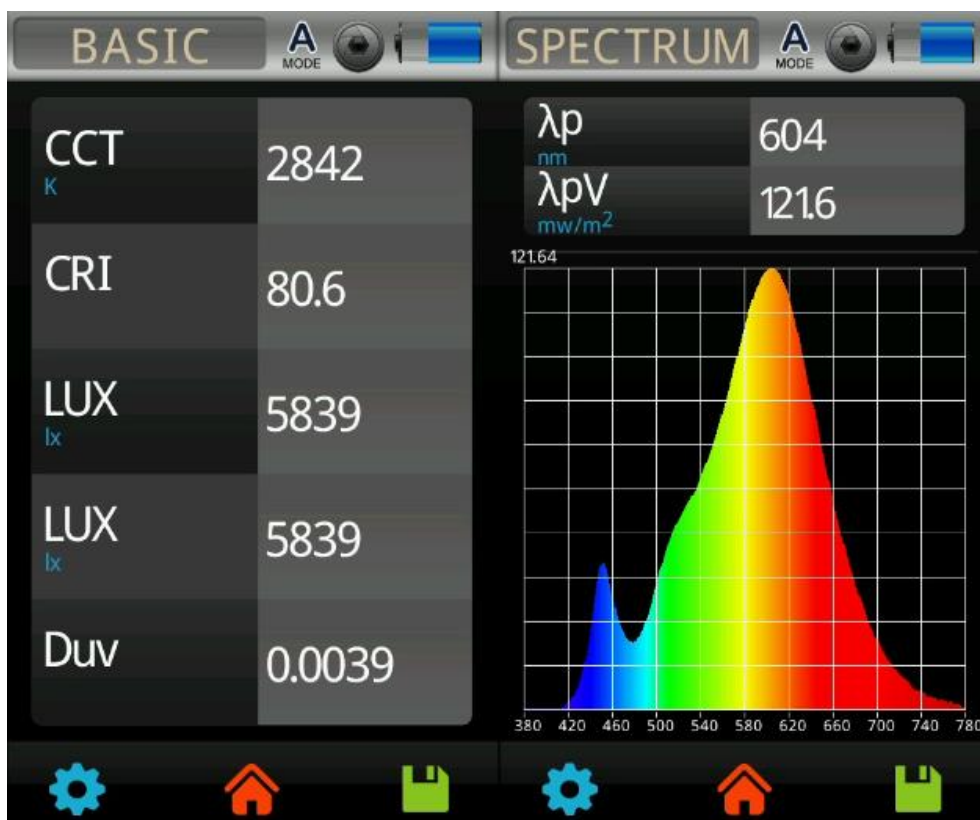 BASIC
A
MODE
CCT
K
2842
CRI
80.6
LUX
lx
5839
LUX
lx
5839
Duv
0.0039
SPECTRUM
A
MODE
λp
nm
604
λpV
mw/m²
121.6
121.64
380 420 460 500 540 580 620 660 700 740 780